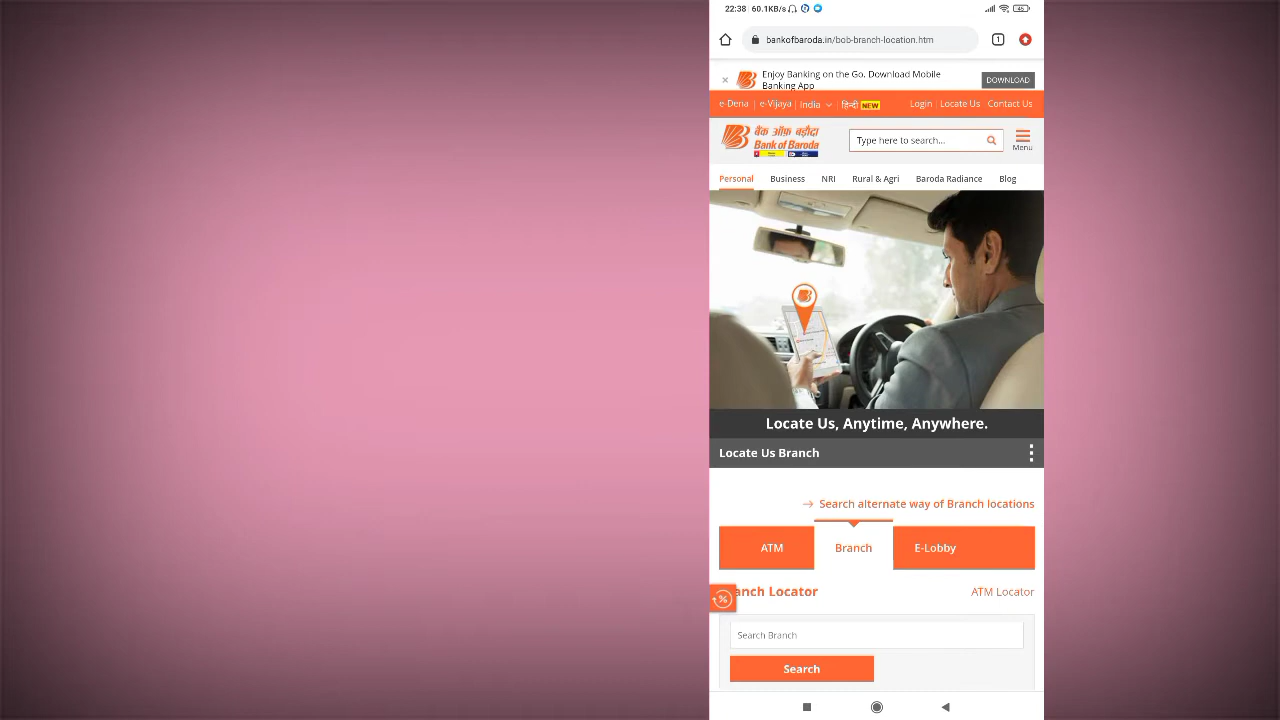 22:38 60.1KB/s 45
bankofbaroda.in/bob-branch-location.htm 1
Enjoy Banking on the Go. Download Mobile
Banking App
DOWNLOAD
e-Dena | e-Vijaya | India | हिन्दी NEW Login | Locate Us Contact Us
बैंक ऑफ़ बड़ौदा
Bank of Baroda
Type here to search...
Menu
Personal Business NRI Rural & Agri Baroda Radiance Blog
Locate Us, Anytime, Anywhere.
Locate Us Branch
Search alternate way of Branch locations
ATM Branch E-Lobby
anch Locator ATM Locator
Search Branch
Search